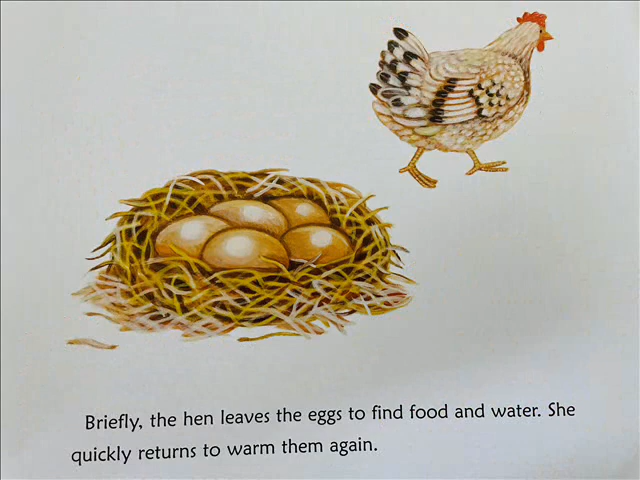 Briefly, the hen leaves the eggs to find food and water. She
quickly returns to warm them again.